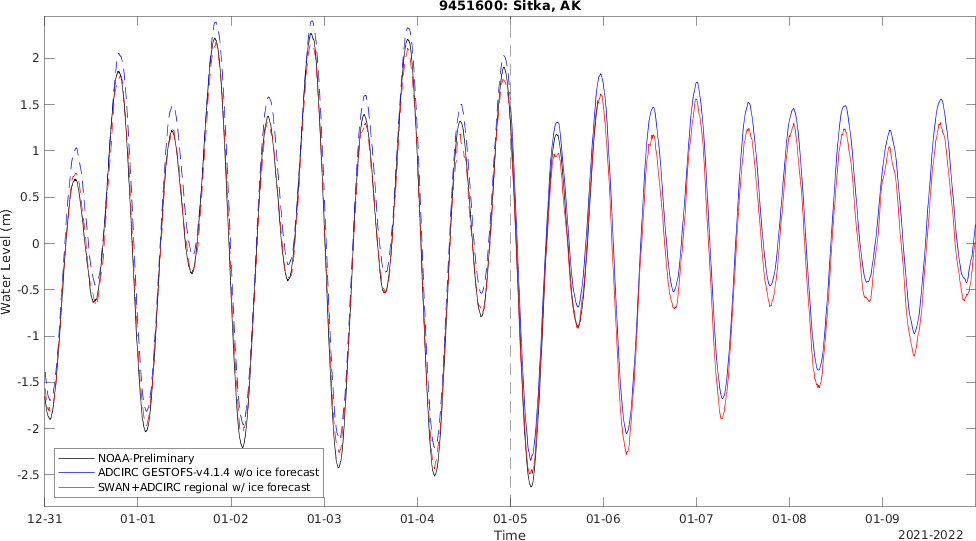 9451600: Sitka, AK
2
1.5
1
0.5
0
-0.5
-1
-1.5
-2
-2.5
Water Level (m)
NOAA-Preliminary
ADCIRC GESTOFS-v4.1.4 w/o ice forecast
SWAN+ADCIRC regional w/ ice forecast
12-31 01-01 01-02 01-03 01-04 01-05 01-06 01-07 01-08 01-09
Time
2021-2022